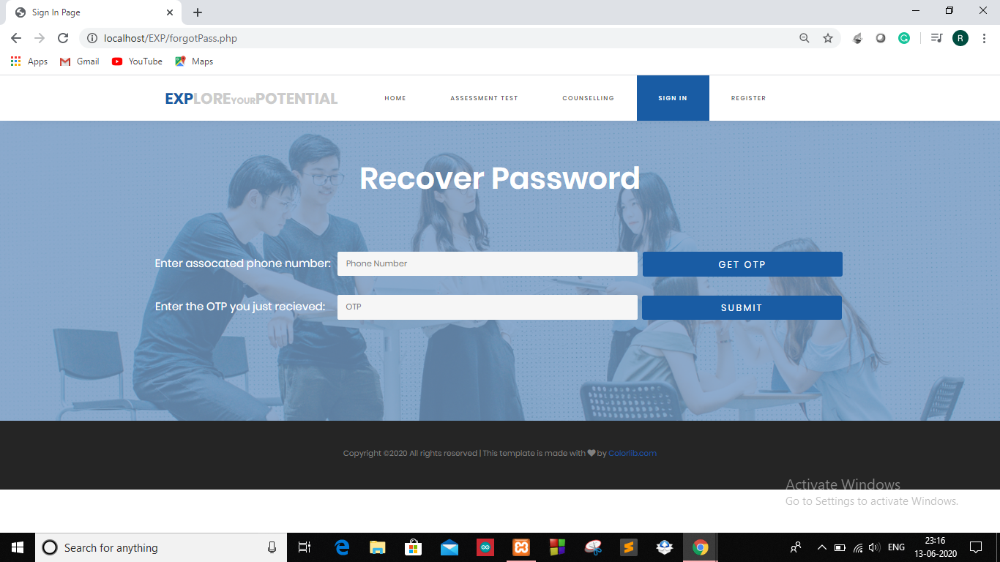 Sign In Page
localhost/EXP/forgotPass.php
R
Apps Gmail YouTube Maps
EXPLOREYOURPOTENTIAL HOME ASSESSMENT TEST COUNSELLING SIGN IN REGISTER
Recover Password
Enter assocated phone number: Phone Number GET OTP
Enter the OTP you just recieved: OTP SUBMIT
Copyright ©2020 All rights reserved | This template is made with ♥ by Colorlib.com
Activate Windows
Go to Settings to activate Windows.
Search for anything
ENG
23:16
13-06-2020